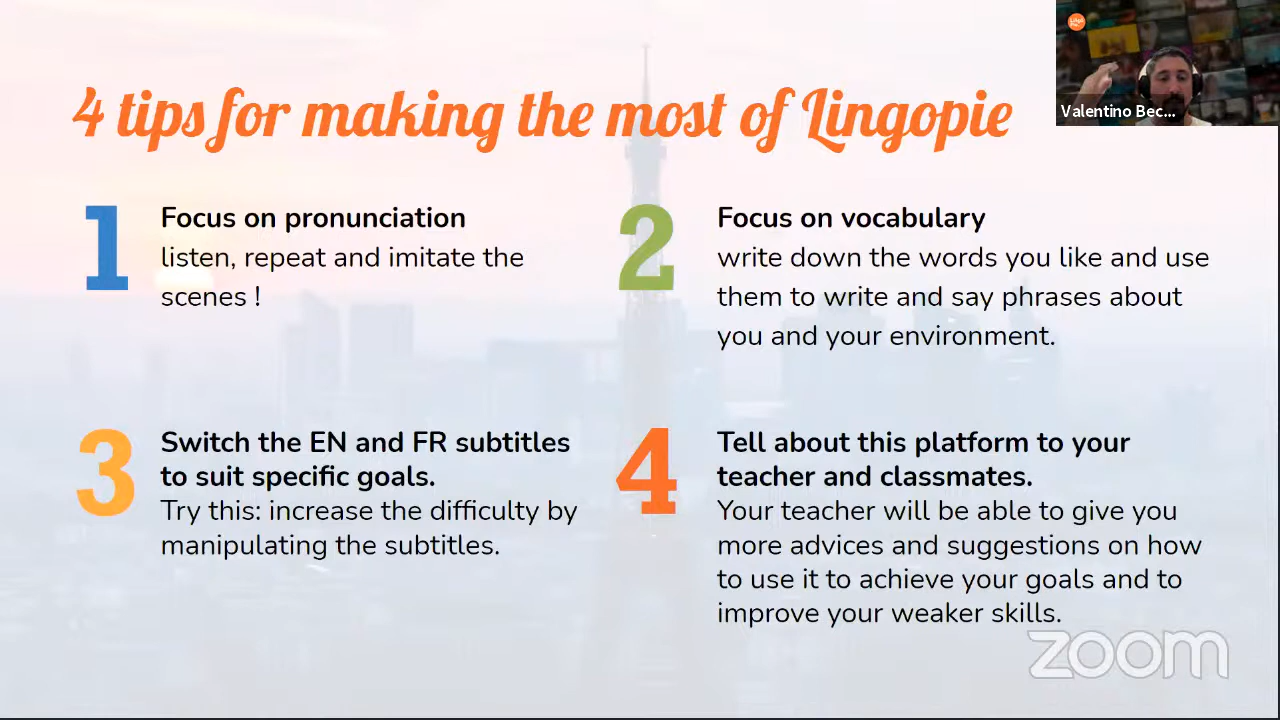 4 tips for making the most of Lingopie
Valentino Bec...
1
Focus on pronunciation
listen, repeat and imitate the
scenes !
2
Focus on vocabulary
write down the words you like and use
them to write and say phrases about
you and your environment.
3
Switch the EN and FR subtitles
to suit specific goals.
Try this: increase the difficulty by
manipulating the subtitles.
4
Tell about this platform to your
teacher and classmates.
Your teacher will be able to give you
more advices and suggestions on how
to use it to achieve your goals and to
improve your weaker skills.
zoom